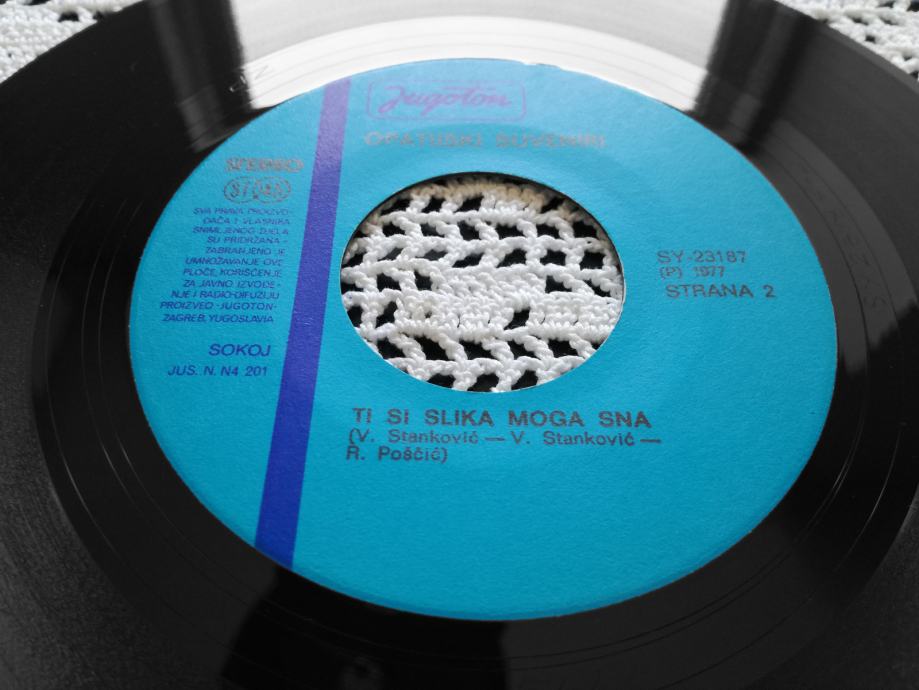 Jugoton
OPATIJSKI SUVENIRI
STEREO
SVA PRAVA PROIZVO-
ĐAČA I VLASNIKA
SNIMLJENOG DJELA
SU PRIDRŽANA -
ZABRANJENO JE
UMNOŽAVANJE OVE
PLOČE, KORIŠĆENJE
ZA JAVNO IZVOĐE-
NJE I RADIO-DIFUZIJU
PROIZVEO - JUGOTON-
ZAGREB, YUGOSLAVIA
SOKOJ
JUS. N. N4 201
SY-23187
(P) 1977
STRANA 2
TI SI SLIKA MOGA SNA
(V. Stanković — V. Stanković —
R. Poščić)